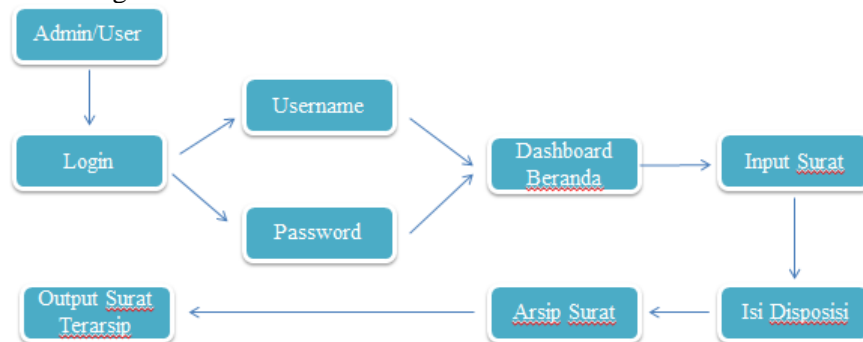 Admin/User
Username
Login
Dashboard
Beranda
Input Surat
Password
Output Surat
Terarsip
Arsip Surat
Isi Disposisi